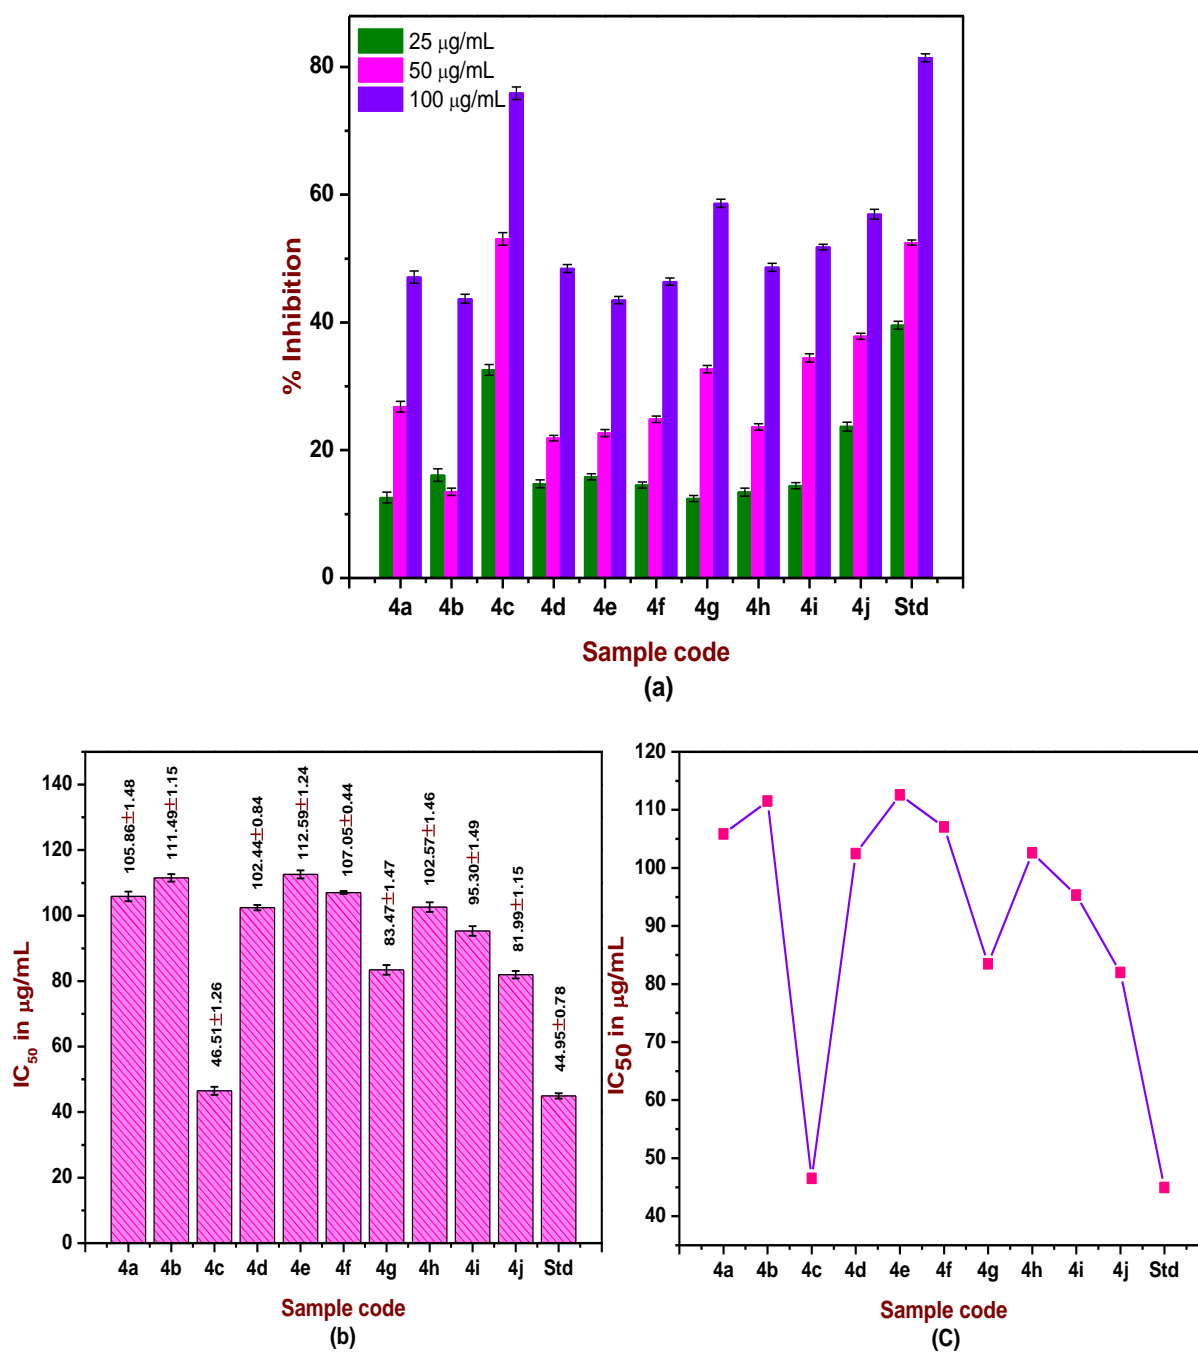 25 µg/mL
50 µg/mL
100 µg/mL
80
60
40
20
0
% Inhibition
4a 4b 4c 4d 4e 4f 4g 4h 4i 4j Std
Sample code
(a)
140
120
100
80
60
40
20
0
IC50 in µg/mL
105.86±1.48
111.49±1.15
46.51±1.26
102.44±0.84
112.59±1.24
107.05±0.44
83.47±1.47
102.57±1.46
95.30±1.49
81.99±1.15
44.95±0.78
4a 4b 4c 4d 4e 4f 4g 4h 4i 4j Std
Sample code
(b)
120
110
100
90
80
70
60
50
40
IC50 in µg/mL
4a 4b 4c 4d 4e 4f 4g 4h 4i 4j Std
Sample code
(C)